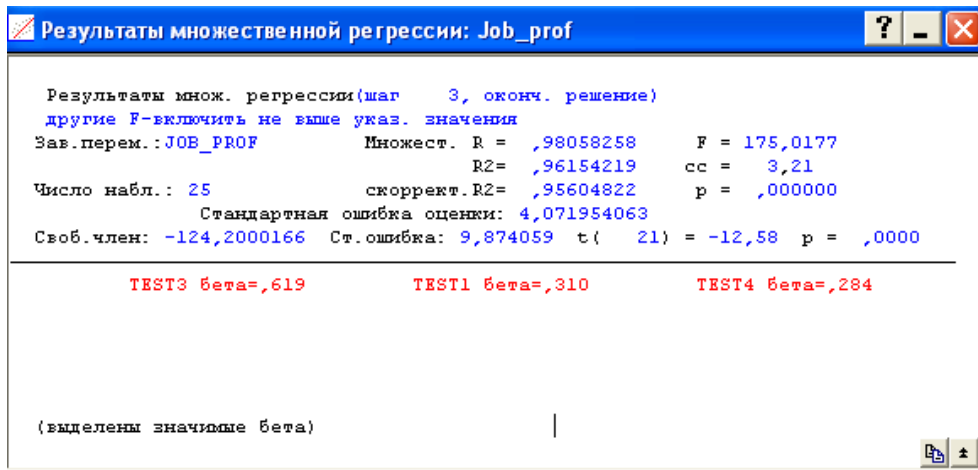 Результаты множественной регрессии: Job_prof
Результаты множ. регрессии(шаг 3, оконч. решение)
другие F-включить не выше указ. значения
Зав.перем.:JOB_PROF Множест. R = ,98058258 F = 175,0177
R2= ,96154219 сс = 3,21
Число набл.: 25 скоррект.R2= ,95604822 p = ,000000
Стандартная ошибка оценки: 4,071954063
Своб.член: -124,2000166 Ст.ошибка: 9,874059 t( 21) = -12,58 p = ,0000
TEST3 бета=,619 TEST1 бета=,310 TEST4 бета=,284
(выделены значимые бета)